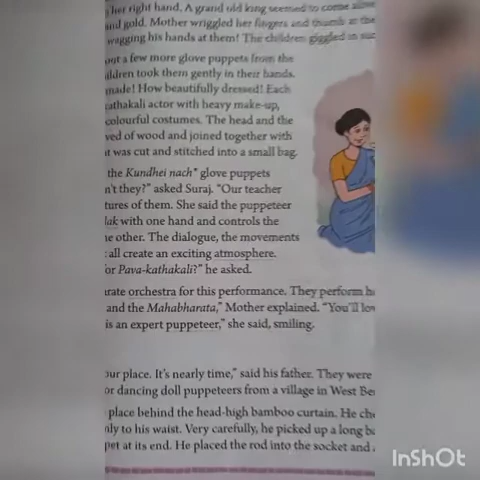 her right hand. A grand old king seemed to come alive
and gold. Mother wriggled her fingers and thumb as the
wagging his hands at them! The children giggled in
out a few more glove puppets from the
ildren took them gently in their hands.
made! How beautifully dressed! Each
athakali actor with heavy make-up,
colourful costumes. The head and the
ved of wood and joined together with
t was cut and stitched into a small bag.
the Kundhei nach* glove puppets
n't they?" asked Suraj. "Our teacher
tures of them. She said the puppeteer
lak with one hand and controls the
e other. The dialogue, the movements
all create an exciting atmosphere.
or Pava-kathakali?" he asked.
rate orchestra for this performance. They perform
and the Mahabharata," Mother explained. "You'll lov
is an expert puppeteer," she said, smiling.
our place. It's nearly time," said his father. They were
or dancing doll puppeteers from a village in West Be
place behind the head-high bamboo curtain. He
ly to his waist. Very carefully, he picked up a long
pet at its end. He placed the rod into the socket and
InShOt